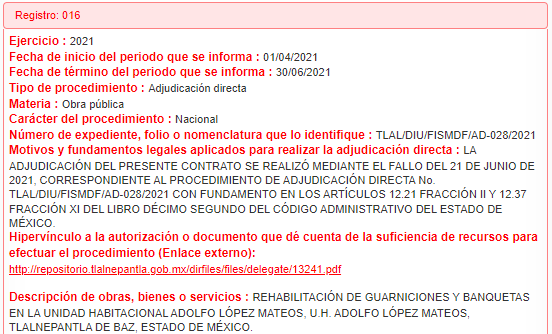 Registro: 016
Ejercicio : 2021
Fecha de inicio del periodo que se informa : 01/04/2021
Fecha de término del periodo que se informa : 30/06/2021
Tipo de procedimiento : Adjudicación directa
Materia : Obra pública
Carácter del procedimiento : Nacional
Número de expediente, folio o nomenclatura que lo identifique : TLAL/DIU/FISMDF/AD-028/2021
Motivos y fundamentos legales aplicados para realizar la adjudicación directa : LA
ADJUDICACIÓN DEL PRESENTE CONTRATO SE REALIZÓ MEDIANTE EL FALLO DEL 21 DE JUNIO DE
2021, CORRESPONDIENTE AL PROCEDIMIENTO DE ADJUDICACIÓN DIRECTA No.
TLAL/DIU/FISMDF/AD-028/2021 CON FUNDAMENTO EN LOS ARTÍCULOS 12.21 FRACCIÓN II Y 12.37
FRACCIÓN XI DEL LIBRO DÉCIMO SEGUNDO DEL CÓDIGO ADMINISTRATIVO DEL ESTADO DE
MÉXICO.
Hipervínculo a la autorización o documento que dé cuenta de la suficiencia de recursos para
efectuar el procedimiento (Enlace externo):
http://repositorio.tlalnepantla.gob.mx/dirfiles/files/delegate/13241.pdf
Descripción de obras, bienes o servicios : REHABILITACIÓN DE GUARNICIONES Y BANQUETAS
EN LA UNIDAD HABITACIONAL ADOLFO LÓPEZ MATEOS, U.H. ADOLFO LÓPEZ MATEOS,
TLALNEPANTLA DE BAZ, ESTADO DE MÉXICO.